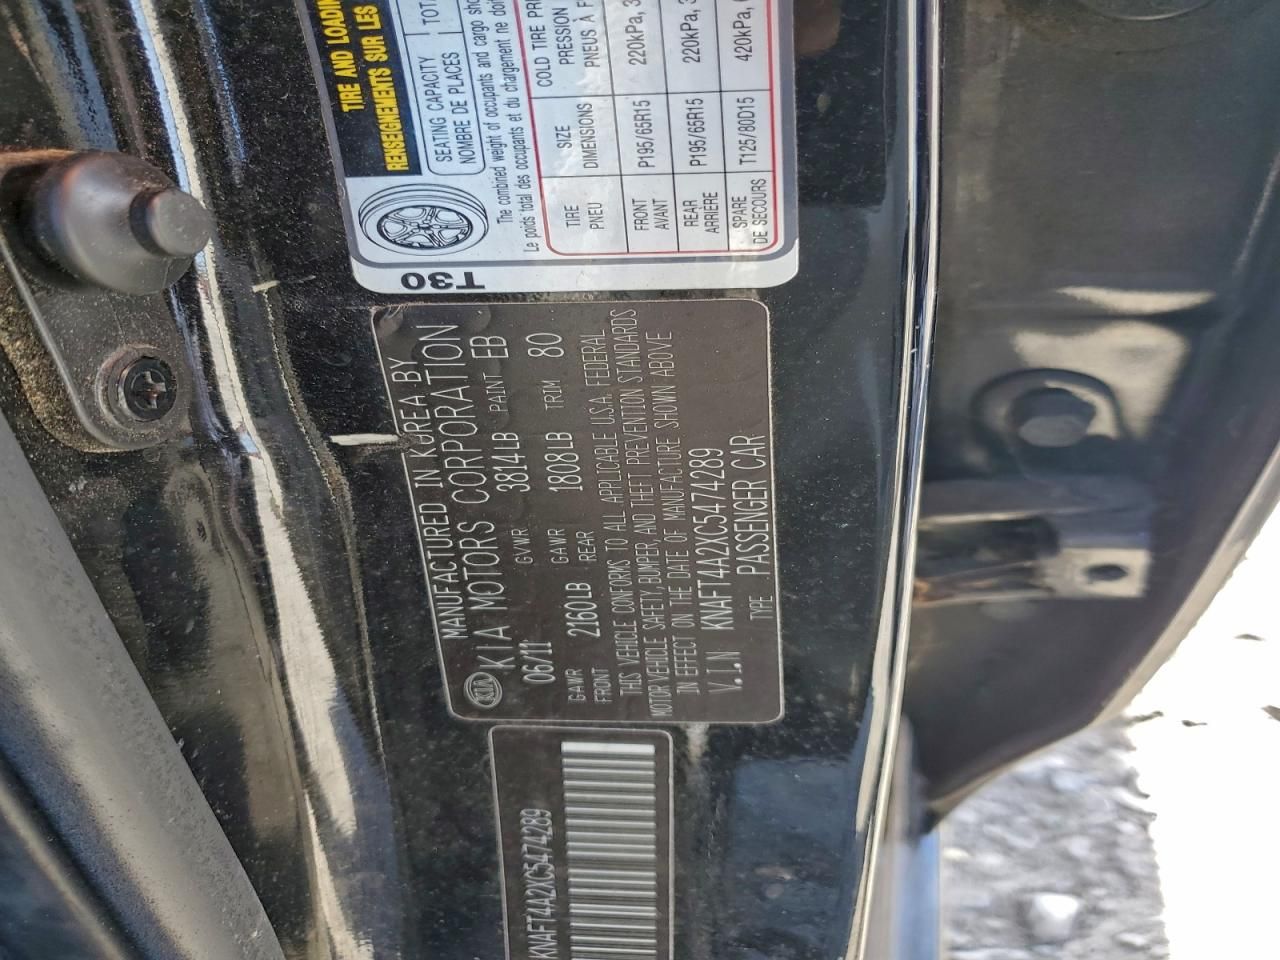 TIRE AND LOADIN
RENSEIGNEMENTS SUR LES
SEATING CAPACITY
NOMBRE DE PLACES
The combined weight of occupants and cargo sho
Le poids total des occupants et du chargement ne doi
TIRE SIZE COLD TIRE PR
PNEU DIMENSIONS PRESSION
PNEUS À F
FRONT P195/65R15 220kPa, 3
AVANT
REAR P195/65R15 220kPa, 3
ARRIÈRE
SPARE T125/80D15 420kPa,
DE SECOURS
T30
MANUFACTURED IN KOREA BY
KIA KIA MOTORS CORPORATION
06/11 GVWR 3814LB PAINT EB
GAWR FRONT 2160LB GAWR REAR 1808LB TRIM 80
THIS VEHICLE CONFORMS TO ALL APPLICABLE U.S.A. FEDERAL
MOTOR VEHICLE SAFETY, BUMPER, AND THEFT PREVENTION STANDARDS
IN EFFECT ON THE DATE OF MANUFACTURE SHOWN ABOVE
V.I.N KNAFT4A2XC5474289
TYPE PASSENGER CAR
KNAFT4A2XC5474289